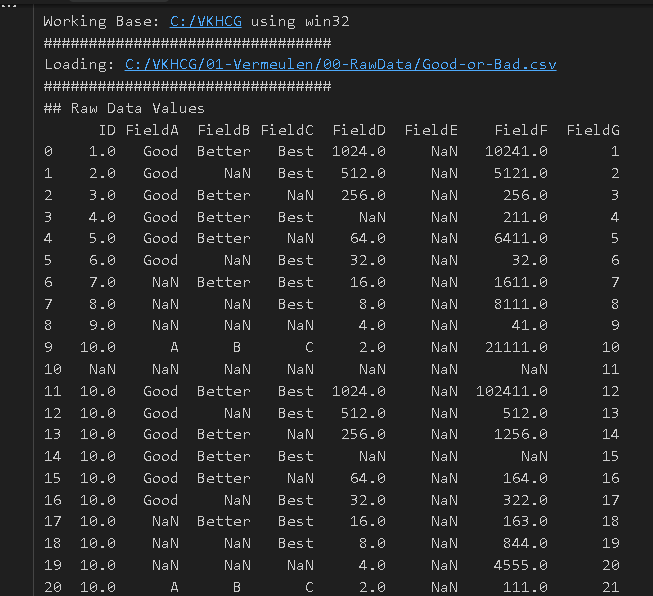 Working Base: C:/VKHCG using win32
################################
Loading: C:/VKHCG/01-Vermeulen/00-RawData/Good-or-Bad.csv
################################
## Raw Data Values
ID FieldA FieldB FieldC FieldD FieldE FieldF FieldG
0 1.0 Good Better Best 1024.0 NaN 10241.0 1
1 2.0 Good NaN Best 512.0 NaN 5121.0 2
2 3.0 Good Better NaN 256.0 NaN 256.0 3
3 4.0 Good Better Best NaN NaN 211.0 4
4 5.0 Good Better NaN 64.0 NaN 6411.0 5
5 6.0 Good NaN Best 32.0 NaN 32.0 6
6 7.0 NaN Better Best 16.0 NaN 1611.0 7
7 8.0 NaN NaN Best 8.0 NaN 8111.0 8
8 9.0 NaN NaN NaN 4.0 NaN 41.0 9
9 10.0 A B C 2.0 NaN 21111.0 10
10 NaN NaN NaN NaN NaN NaN NaN 11
11 10.0 Good Better Best 1024.0 NaN 102411.0 12
12 10.0 Good NaN Best 512.0 NaN 512.0 13
13 10.0 Good Better NaN 256.0 NaN 1256.0 14
14 10.0 Good Better Best NaN NaN NaN 15
15 10.0 Good Better NaN 64.0 NaN 164.0 16
16 10.0 Good NaN Best 32.0 NaN 322.0 17
17 10.0 NaN Better Best 16.0 NaN 163.0 18
18 10.0 NaN NaN Best 8.0 NaN 844.0 19
19 10.0 NaN NaN NaN 4.0 NaN 4555.0 20
20 10.0 A B C 2.0 NaN 111.0 21